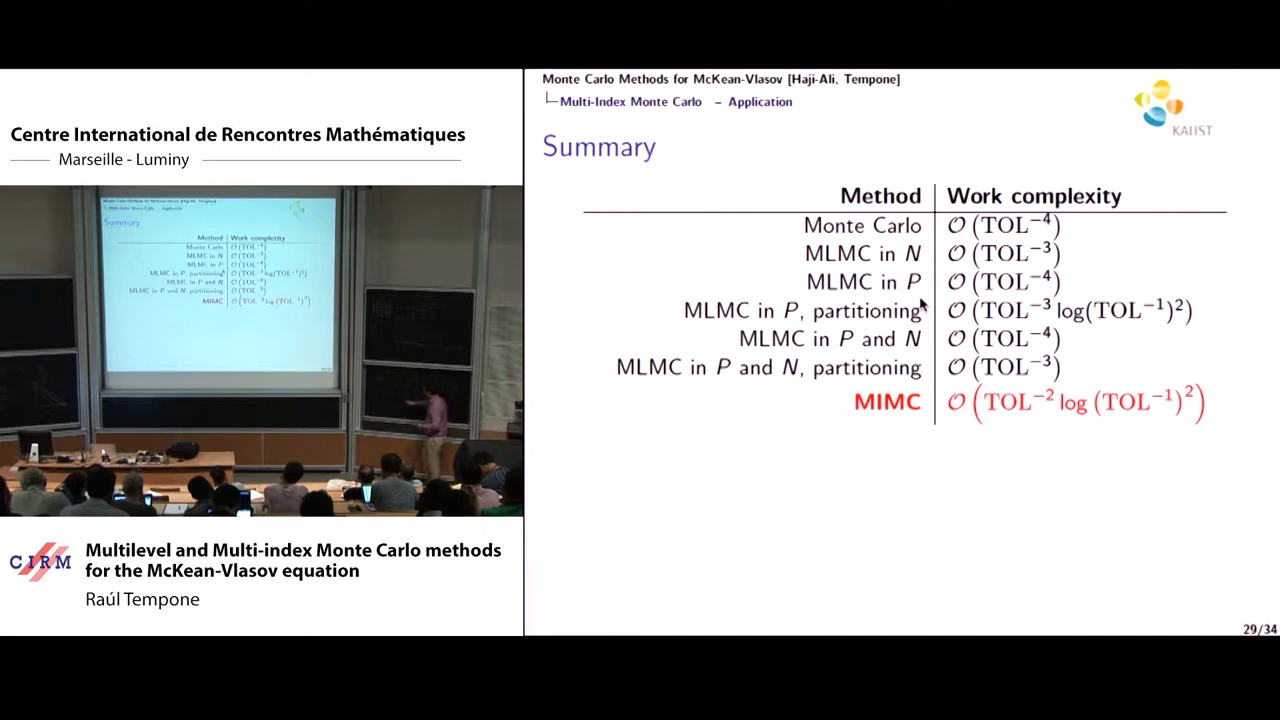 Centre International de Rencontres Mathématiques
Marseille - Luminy
CIRM
Multilevel and Multi-index Monte Carlo methods
for the McKean-Vlasov equation
Raúl Tempone
Monte Carlo Methods for McKean-Vlasov [Haji-Ali, Tempone]
Multi-Index Monte Carlo – Application
KAUST
Summary
Method Work complexity
Monte Carlo 𝒪 (TOL⁻⁴)
MLMC in N 𝒪 (TOL⁻³)
MLMC in P 𝒪 (TOL⁻⁴)
MLMC in P, partitioning 𝒪 (TOL⁻³ log(TOL⁻¹)²)
MLMC in P and N 𝒪 (TOL⁻⁴)
MLMC in P and N, partitioning 𝒪 (TOL⁻³)
MIMC 𝒪 (TOL⁻² log (TOL⁻¹)²)
29/34